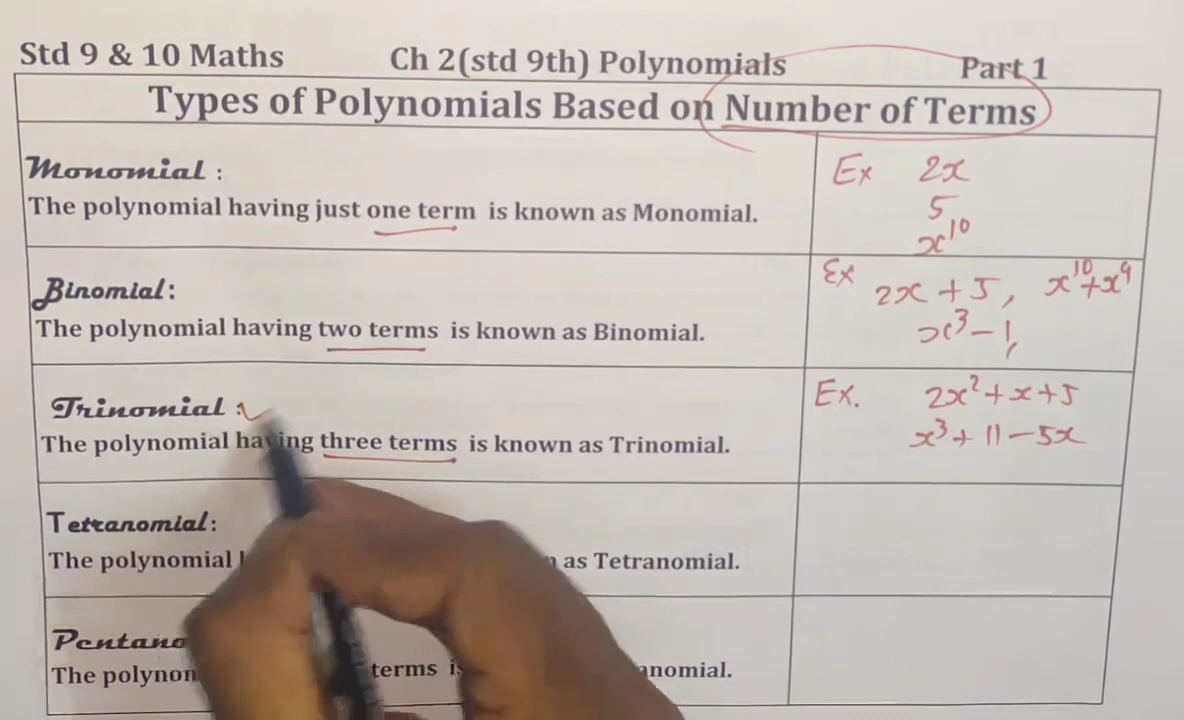 Std 9 & 10 Maths Ch 2(std 9th) Polynomials Part 1
Types of Polynomials Based on Number of Terms
Monomial :
The polynomial having just one term is known as Monomial.
Ex 2x
5
x¹⁰
Binomial:
The polynomial having two terms is known as Binomial.
Ex 2x + 5, x¹⁰+x⁹
x³ - 1,
Trinomial :
The polynomial having three terms is known as Trinomial.
Ex. 2x²+x+5
x³+ 11 - 5x
Tetranomial:
The polynomial as Tetranomial.
The terms